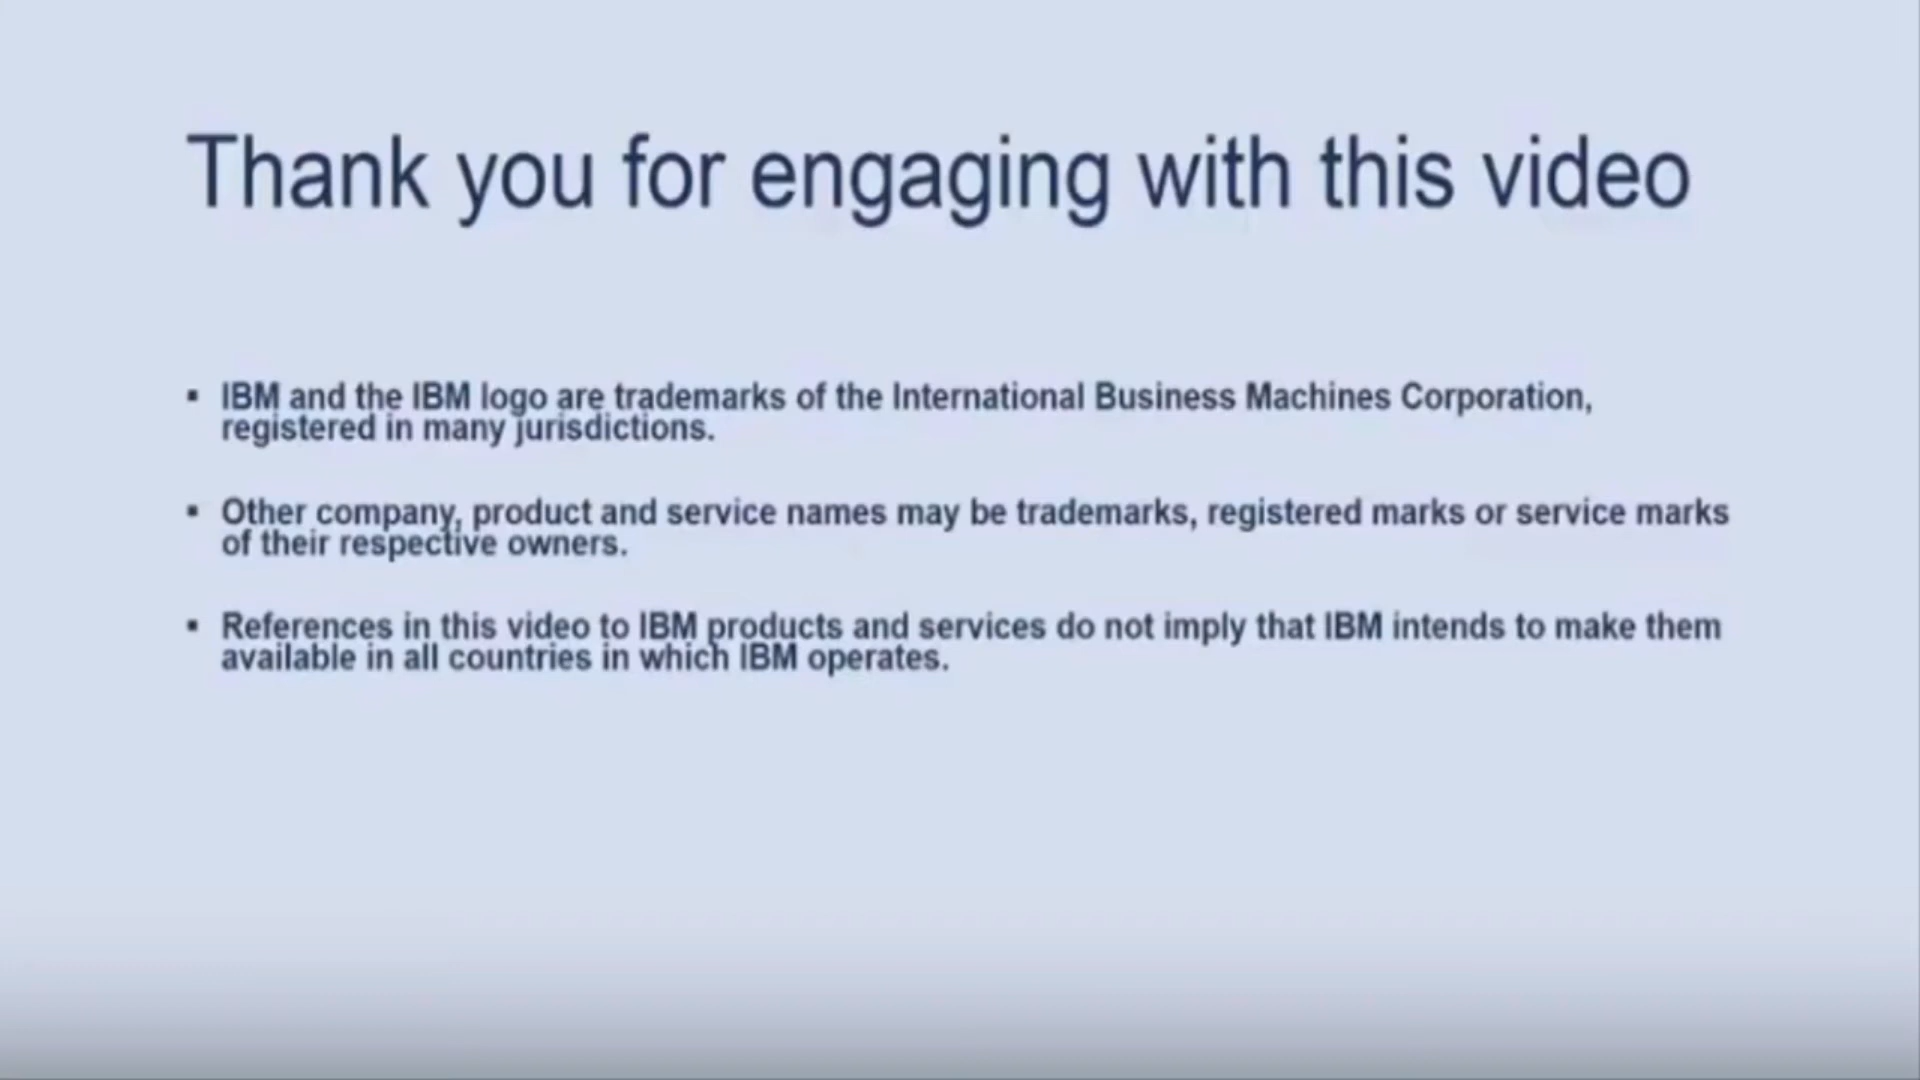 Thank you for engaging with this video
▪ IBM and the IBM logo are trademarks of the International Business Machines Corporation,
registered in many jurisdictions.
▪ Other company, product and service names may be trademarks, registered marks or service marks
of their respective owners.
▪ References in this video to IBM products and services do not imply that IBM intends to make them
available in all countries in which IBM operates.